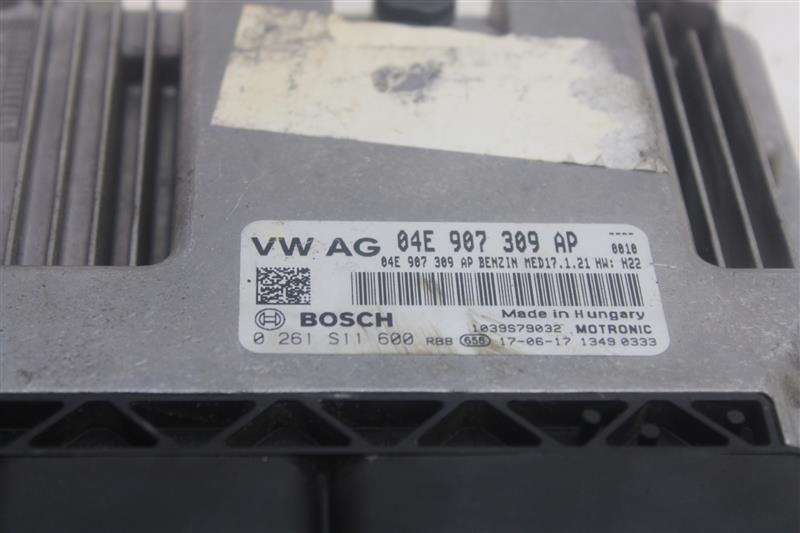 VW AG 04E 907 309 AP ----
0010
04E 907 309 AP BENZIN MED17.1.21 HW: H22
Made in Hungary
BOSCH 1039S79032 MOTRONIC
0 261 S11 600 RBB 655 17-06-17 1349 0333